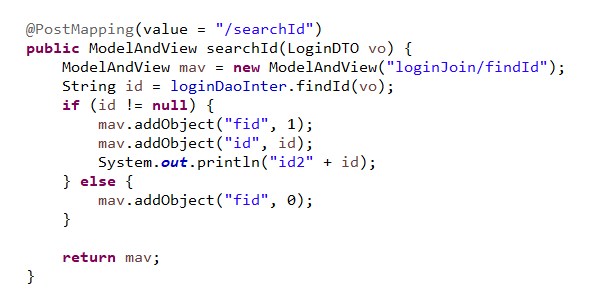 @PostMapping(value = "/searchId")
public ModelAndView searchId(LoginDTO vo) {
    ModelAndView mav = new ModelAndView("loginJoin/findId");
    String id = loginDaoInter.findId(vo);
    if (id != null) {
        mav.addObject("fid", 1);
        mav.addObject("id", id);
        System.out.println("id2" + id);
    } else {
        mav.addObject("fid", 0);
    }

    return mav;
}